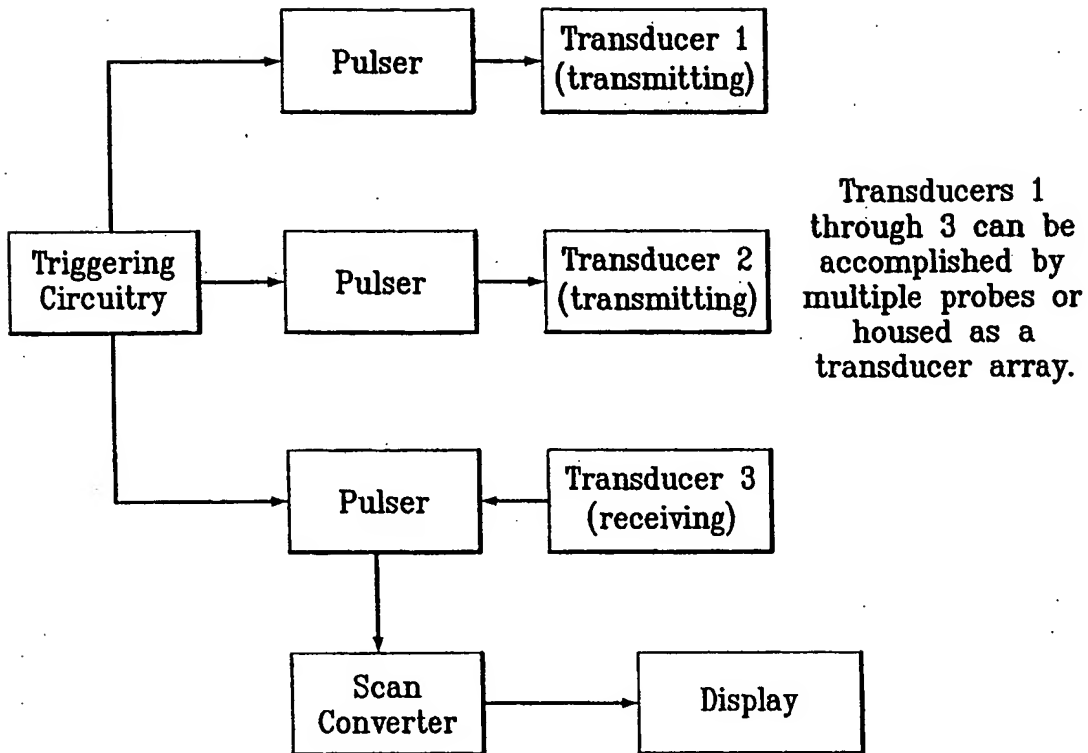 Pulser
Transducer 1
(transmitting)
Triggering
Circuitry
Pulser
Transducer 2
(transmitting)
Transducers 1
through 3 can be
accomplished by
multiple probes or
housed as a
transducer array.
Pulser
Transducer 3
(receiving)
Scan
Converter
Display